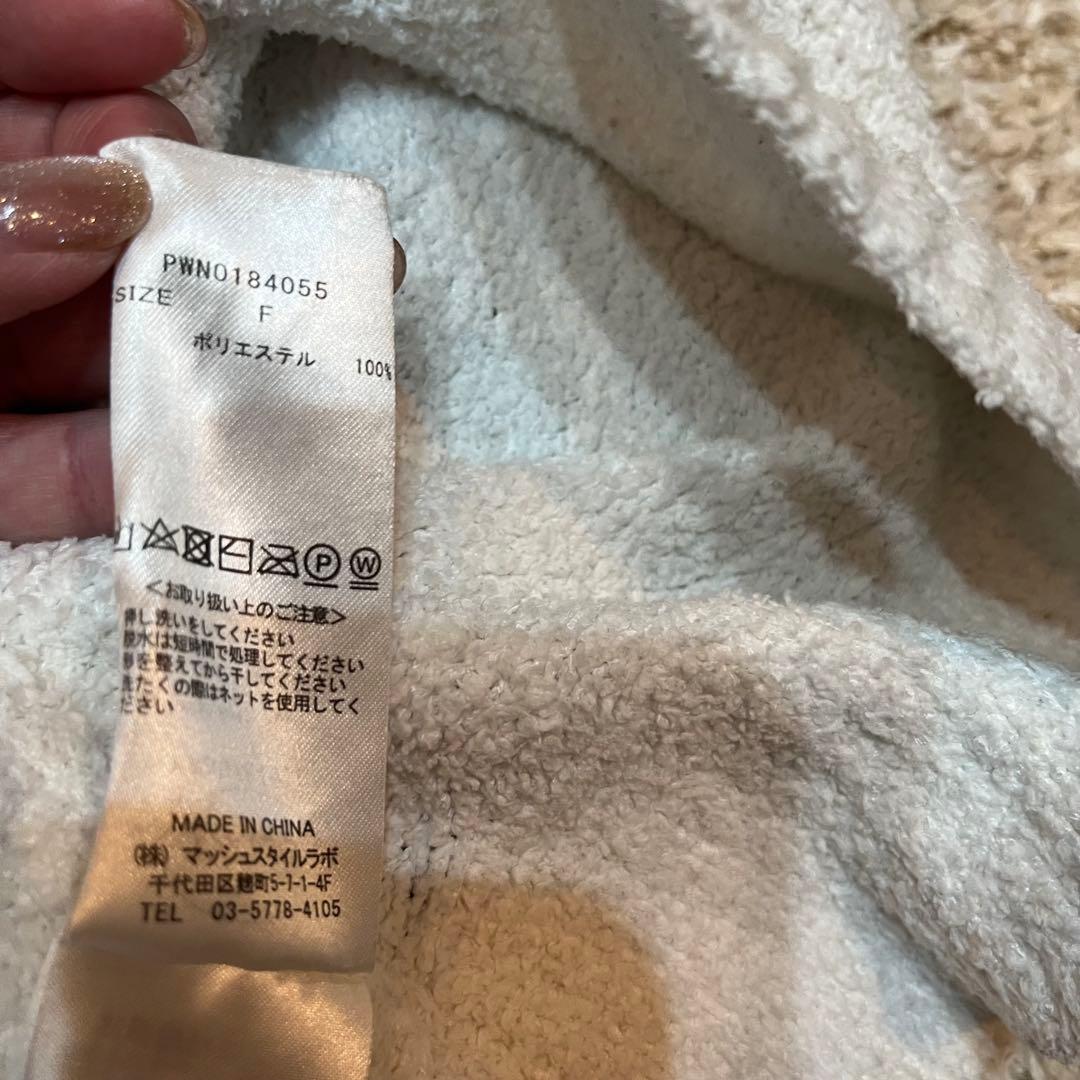 PWN0184055
SIZE F
ポリエステル 100%
P W
<お取り扱い上のご注意>
押し洗いをしてください
脱水は短時間で処理してください
形を整えてから干してください
洗たくの際はネットを使用してく
ださい
MADE IN CHINA
(株) マッシュスタイルラボ
千代田区麹町5-7-1-4F
TEL 03-5778-4105